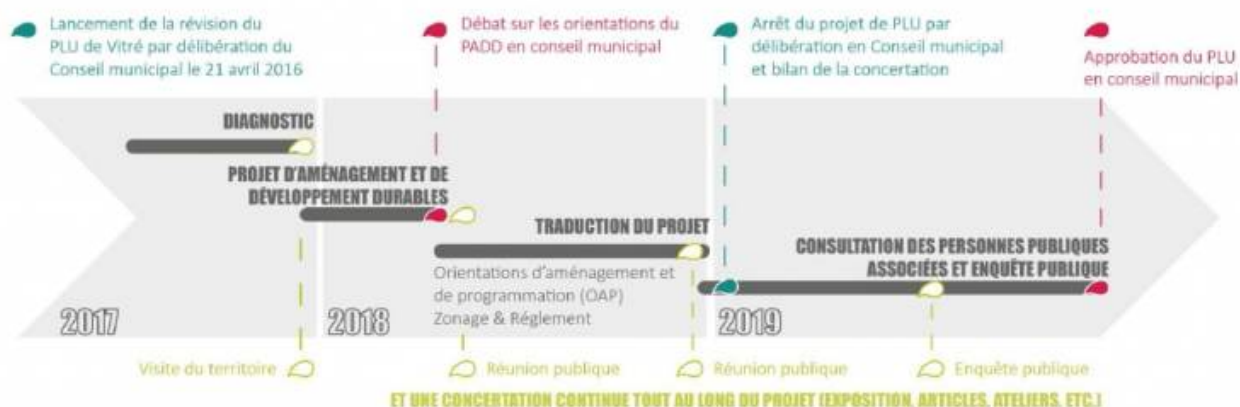 Lancement de la révision du
PLU de Vitré par délibération du
Conseil municipal le 21 avril 2016
Débat sur les orientations du
PADD en conseil municipal
Arrêt du projet de PLU par
délibération en Conseil municipal
et bilan de la concertation
Approbation du PLU
en conseil municipal
DIAGNOSTIC
PROJET D'AMÉNAGEMENT ET DE
DÉVELOPPEMENT DURABLES
TRADUCTION DU PROJET
Orientations d'aménagement et
de programmation (OAP)
Zonage & Réglement
CONSULTATION DES PERSONNES PUBLIQUES
ASSOCIÉES ET ENQUÊTE PUBLIQUE
2017
2018
2019
Visite du territoire
Réunion publique
Réunion publique
Enquête publique
ET UNE CONCERTATION CONTINUE TOUT AU LONG DU PROJET (EXPOSITION, ARTICLES, ATELIERS, ETC.)